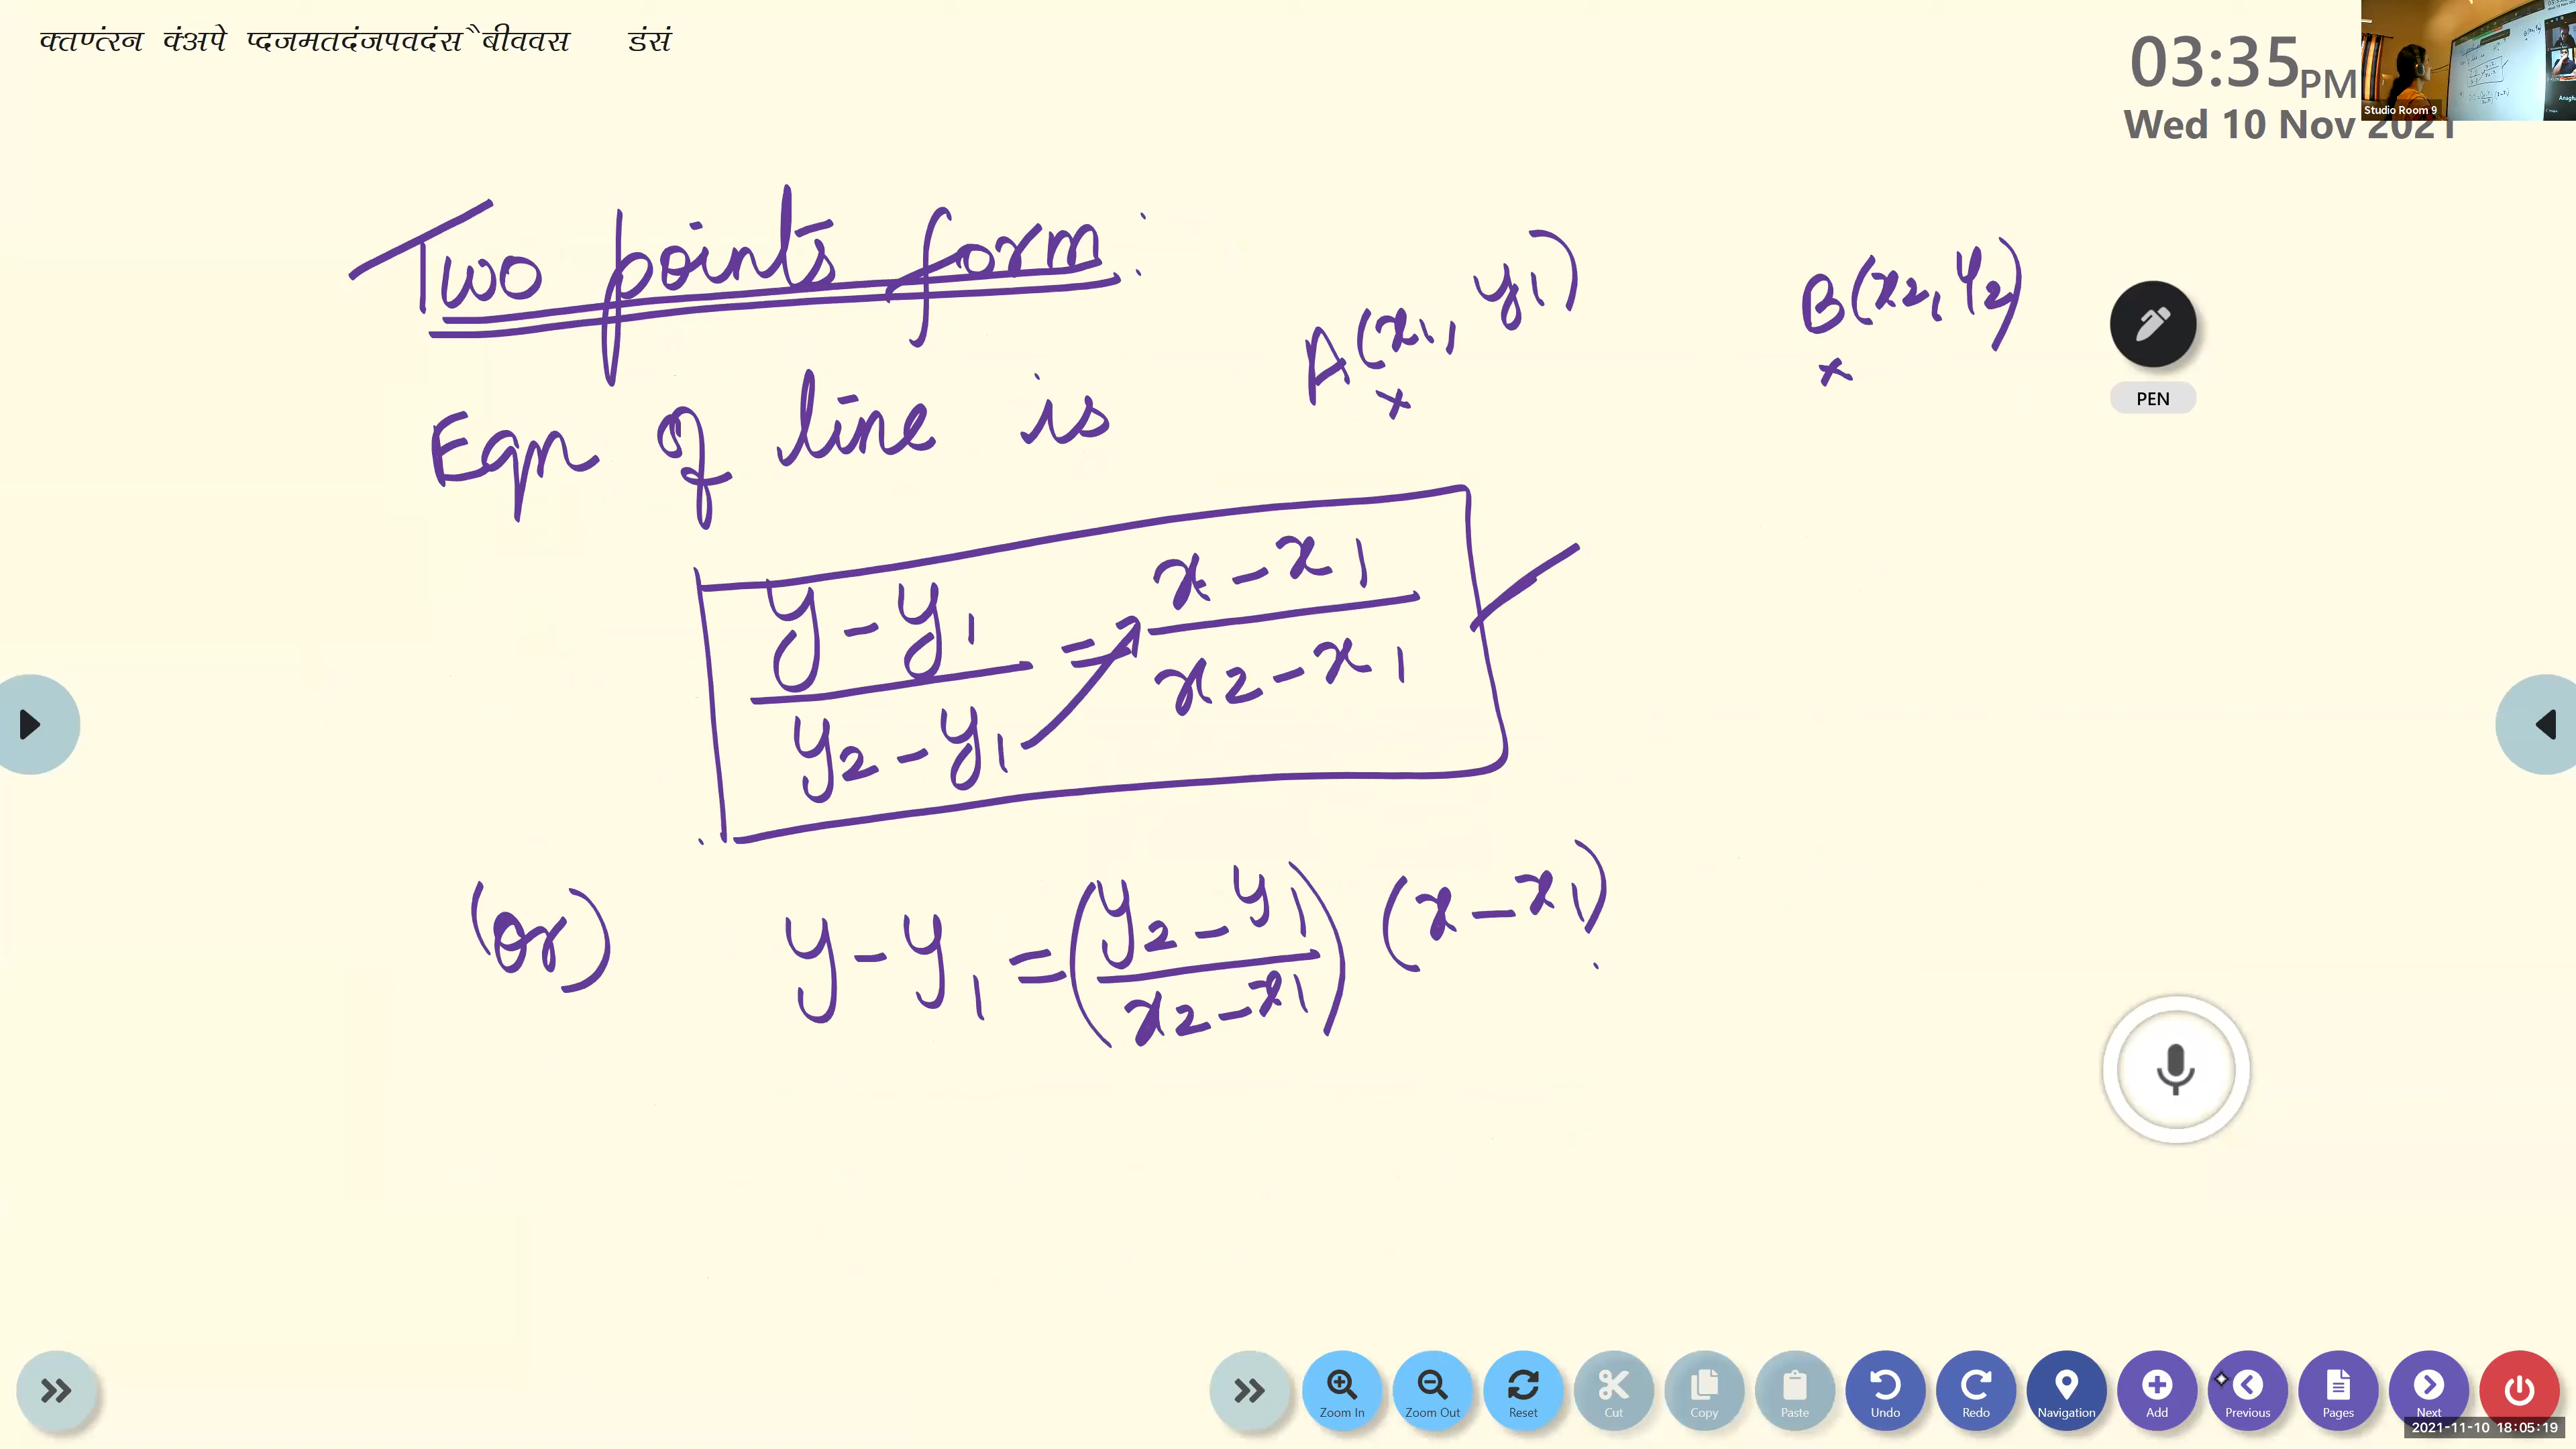 क्तण्तंरन कंअपे प्दजमतदंजपवदंस ैबीववस डंसं
03:35 PM
Wed 10 Nov 2021
Studio Room 9
Two points form:
A(x₁, y₁)
B(x₂, y₂)
PEN
Eqn of line is
(y - y₁)/(y₂ - y₁) = (x - x₁)/(x₂ - x₁)
(or) y - y₁ = ((y₂ - y₁)/(x₂ - x₁)) (x - x₁)
Zoom In Zoom Out Reset Cut Copy Paste Undo Redo Navigation Add Previous Pages Next
2021-11-10 18:05:19